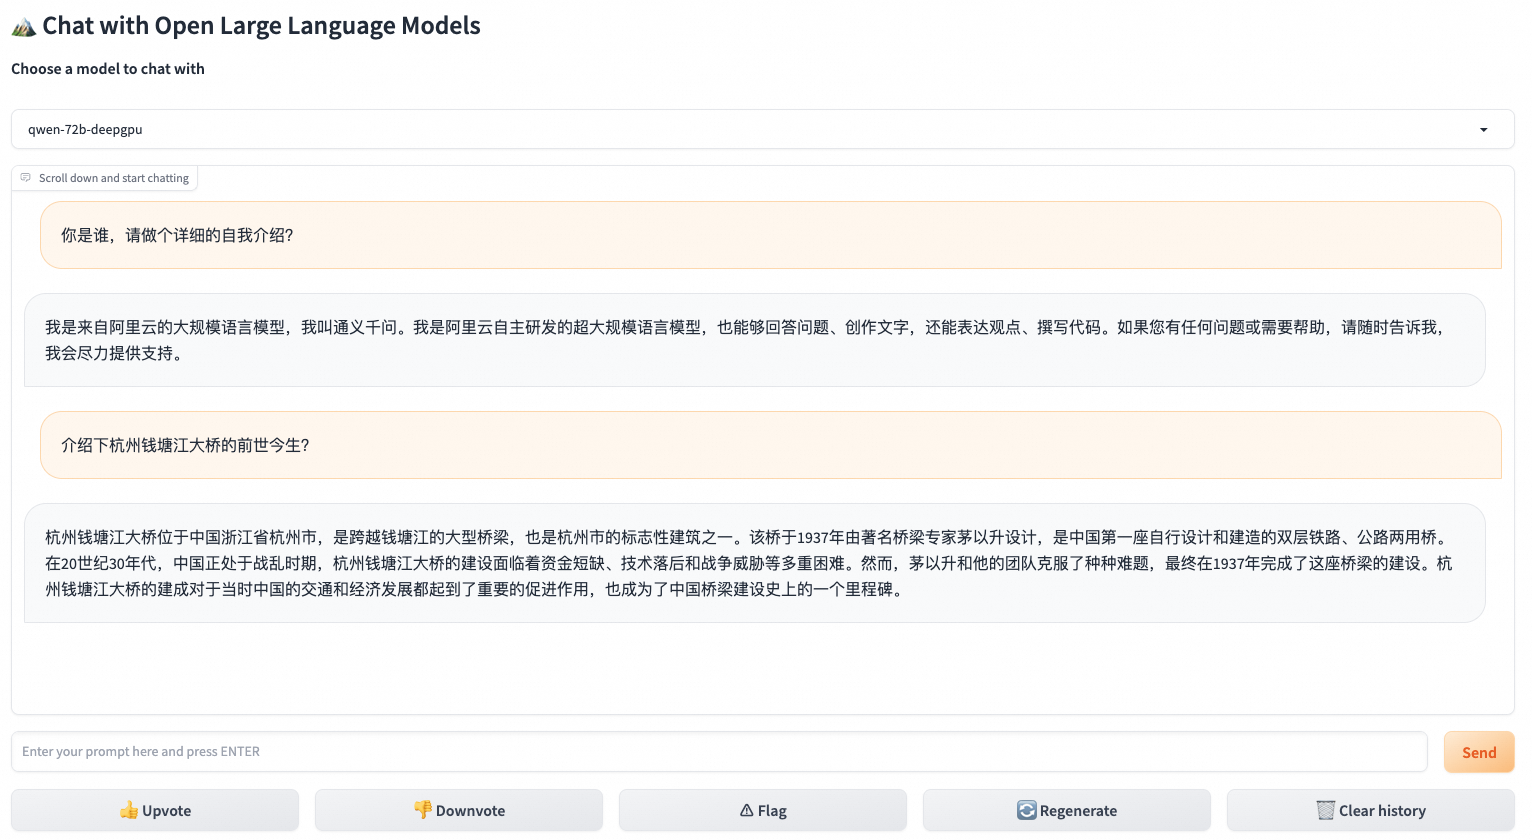 Chat with Open Large Language Models
Choose a model to chat with
qwen-72b-deepgpu
Scroll down and start chatting
你是谁，请做个详细的自我介绍？
我是来自阿里云的大规模语言模型，我叫通义千问。我是阿里云自主研发的超大规模语言模型，也能够回答问题、创作文字，还能表达观点、撰写代码。如果您有任何问题或需要帮助，请随时告诉我，
我会尽力提供支持。
介绍下杭州钱塘江大桥的前世今生？
杭州钱塘江大桥位于中国浙江省杭州市，是跨越钱塘江的大型桥梁，也是杭州市的标志性建筑之一。该桥于1937年由著名桥梁专家茅以升设计，是中国第一座自行设计和建造的双层铁路、公路两用桥。
在20世纪30年代，中国正处于战乱时期，杭州钱塘江大桥的建设面临着资金短缺、技术落后和战争威胁等多重困难。然而，茅以升和他的团队克服了种种难题，最终在1937年完成了这座桥梁的建设。杭
州钱塘江大桥的建成对于当时中国的交通和经济发展都起到了重要的促进作用，也成为了中国桥梁建设史上的一个里程碑。
Enter your prompt here and press ENTER
Send
Upvote
Downvote
Flag
Regenerate
Clear history